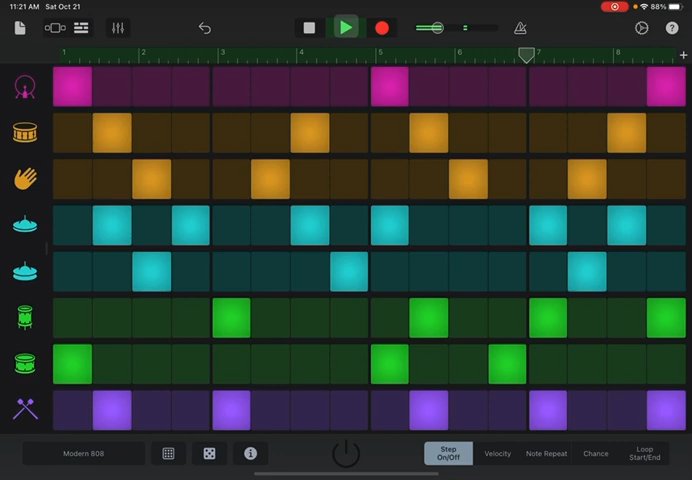 11:21 AM Sat Oct 21
88%
1 2 3 4 5 6 7 8
Modern 808
Step
On/Off
Velocity
Note Repeat
Chance
Loop
Start/End